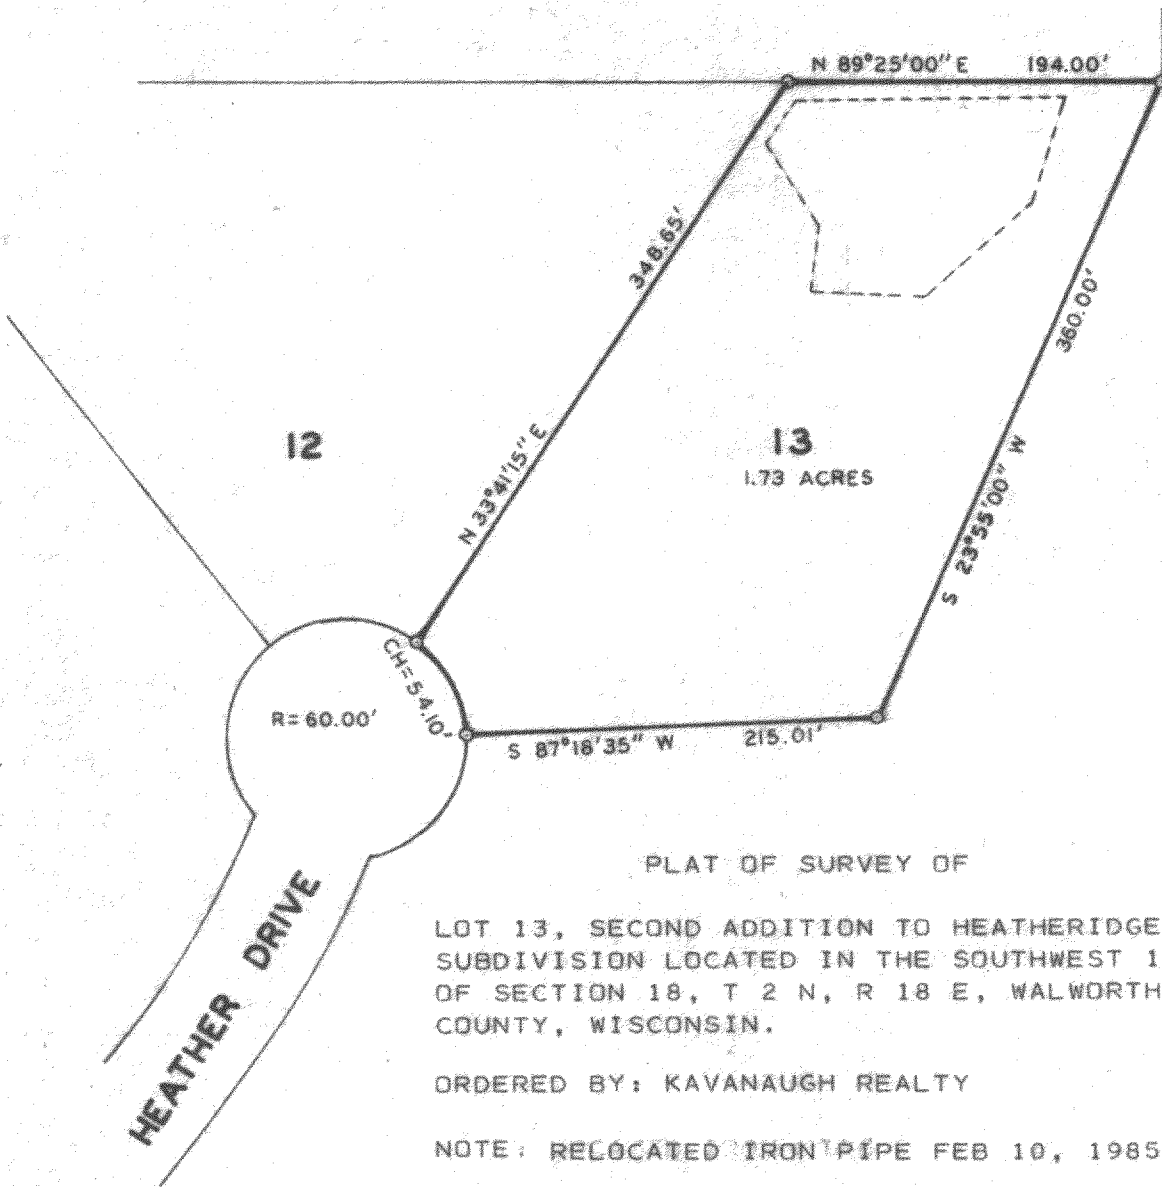 N 89°25'00" E 194.00'
348.65'
N 33°41'15" E
360.00'
S 23°55'00" W
12
13
1.73 ACRES
CH= 54.10'
R= 60.00'
S 87°18'35" W 215.01'
HEATHER DRIVE
PLAT OF SURVEY OF
LOT 13, SECOND ADDITION TO HEATHERIDGE
SUBDIVISION LOCATED IN THE SOUTHWEST 1
OF SECTION 18, T 2 N, R 18 E, WALWORTH
COUNTY, WISCONSIN.
ORDERED BY: KAVANAUGH REALTY
NOTE: RELOCATED IRON PIPE FEB 10, 1985